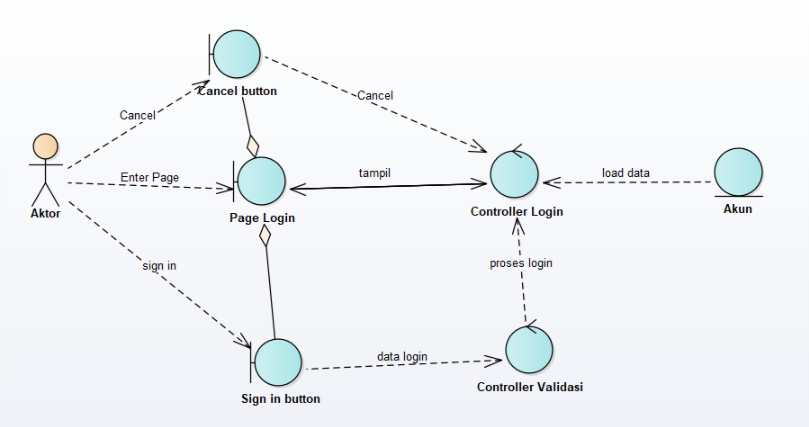 Cancel button
Cancel
Cancel
Enter Page
tampil
load data
Aktor
Page Login
Controller Login
Akun
sign in
proses login
data login
Sign in button
Controller Validasi